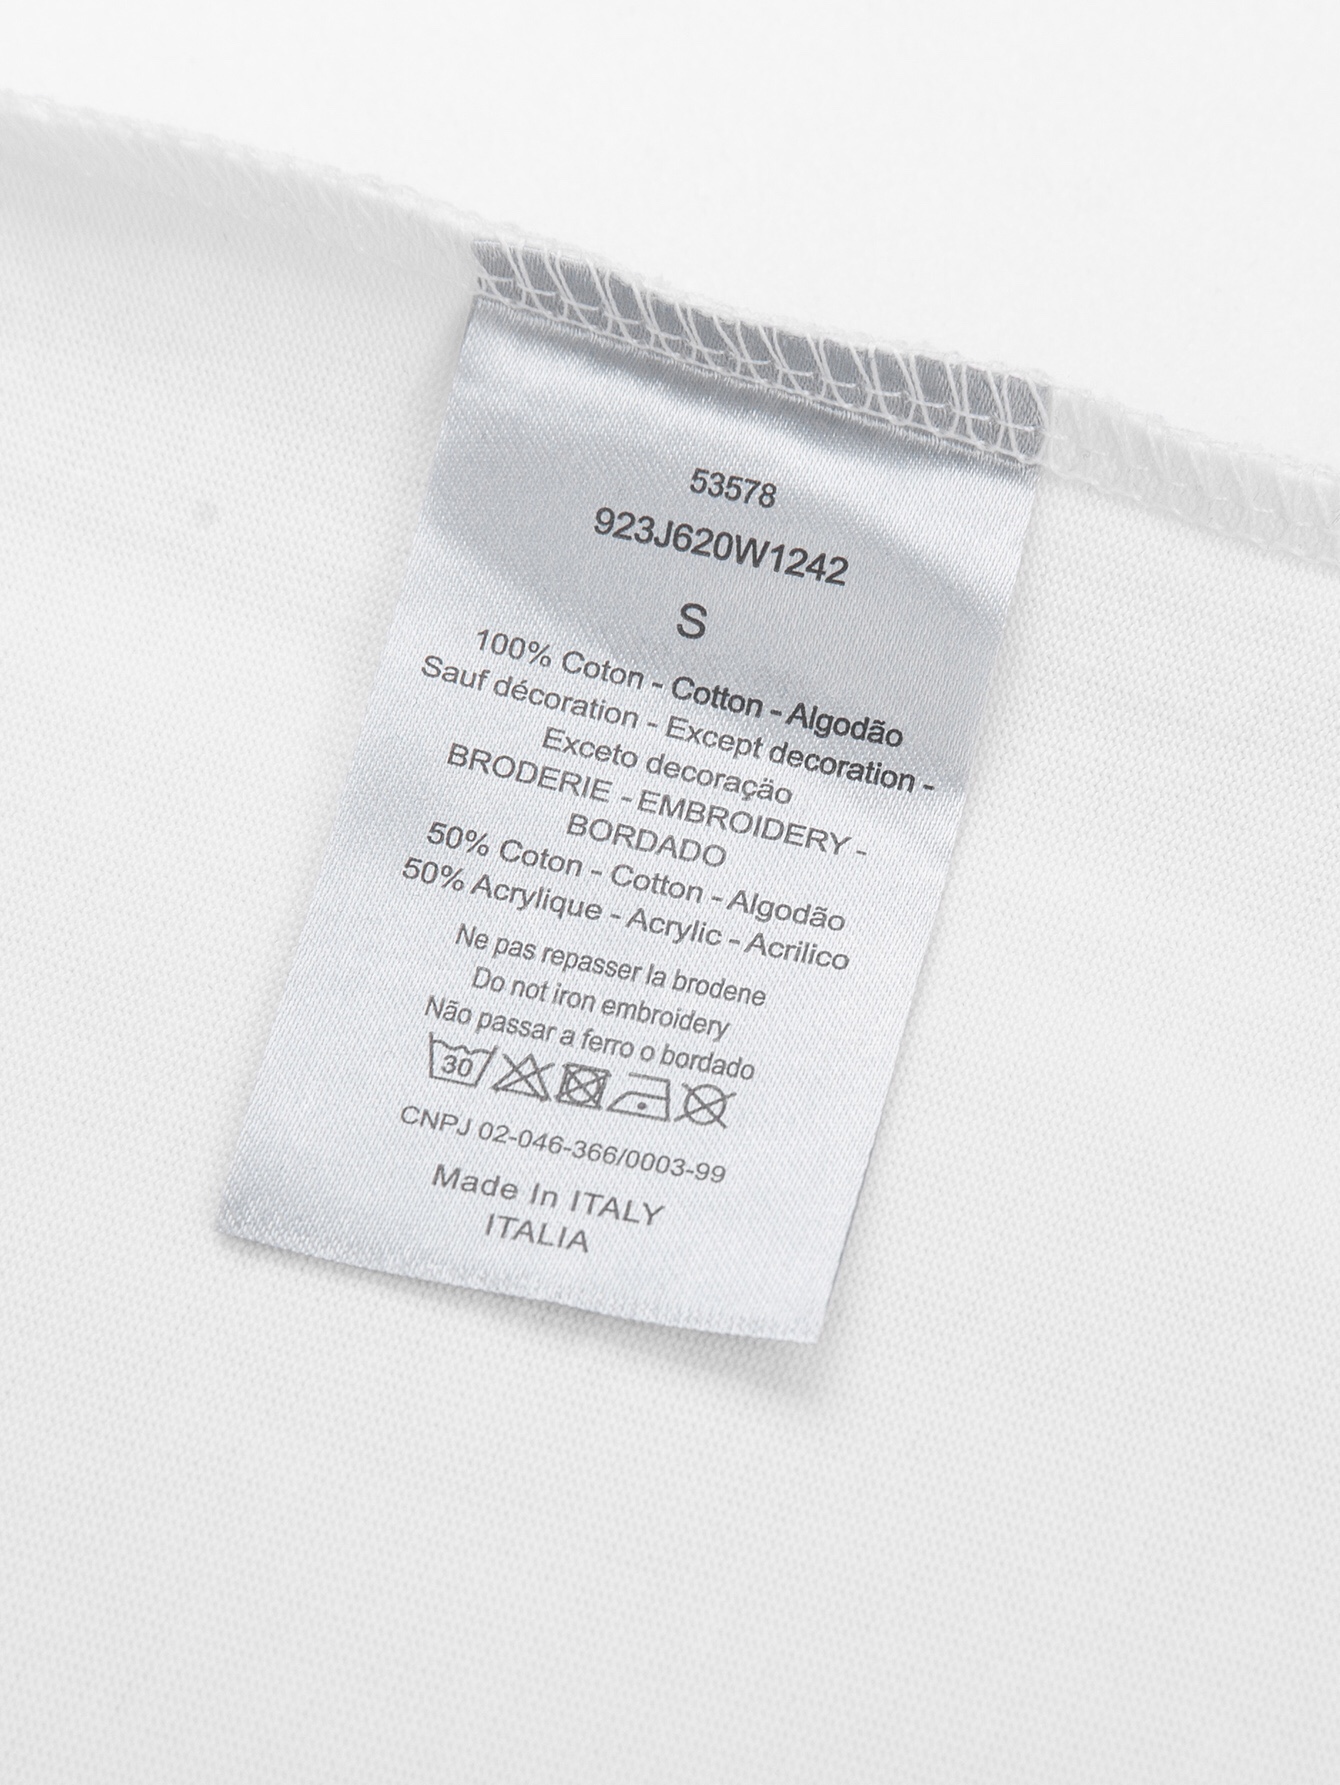 53578
923J620W1242
S
100% Coton - Cotton - Algodão
Sauf décoration - Except decoration -
Exceto decoraçäo
BRODERIE - EMBROIDERY -
BORDADO
50% Coton - Cotton - Algodão
50% Acrylique - Acrylic - Acrilico
Ne pas repasser la brodene
Do not iron embroidery
Não passar a ferro o bordado
30
CNPJ 02-046-366/0003-99
Made In ITALY
ITALIA